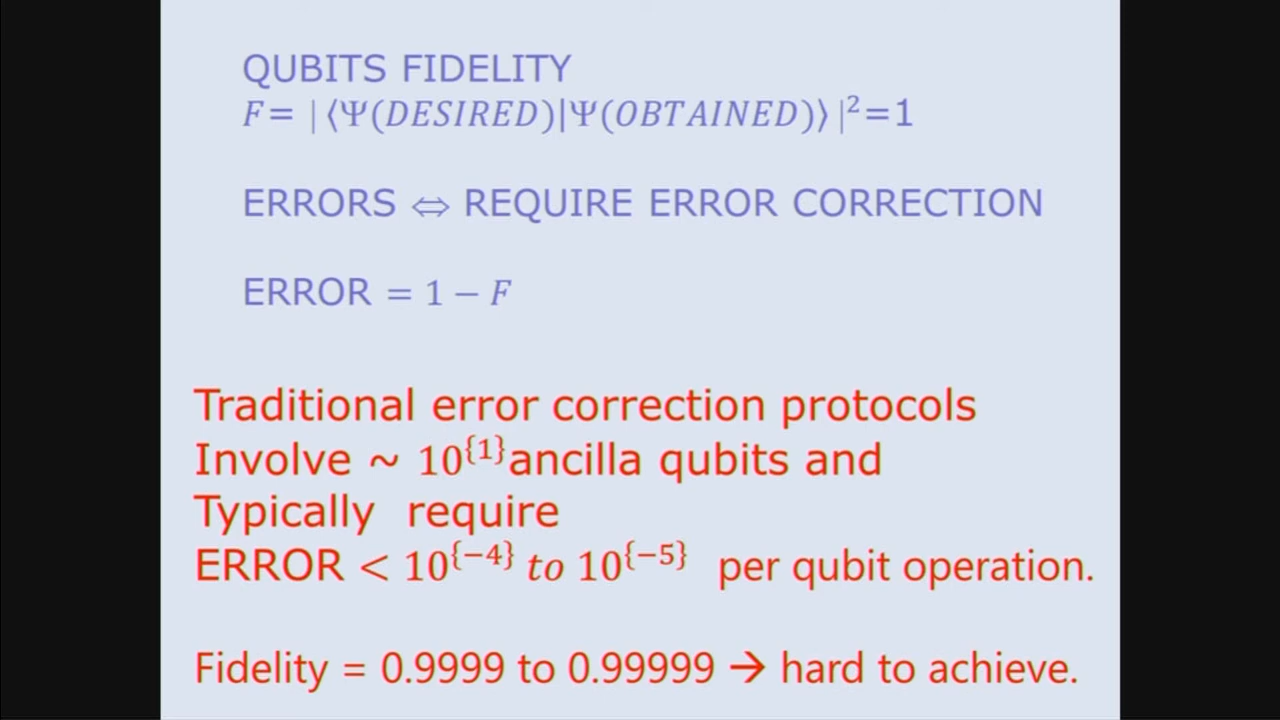 QUBITS FIDELITY
F= | ⟨Ψ(DESIRED)|Ψ(OBTAINED)⟩ |²=1
ERRORS ⇔ REQUIRE ERROR CORRECTION
ERROR = 1 − F
Traditional error correction protocols
Involve ~ 10^{1} ancilla qubits and
Typically require
ERROR < 10^{−4} to 10^{−5} per qubit operation.
Fidelity = 0.9999 to 0.99999 → hard to achieve.